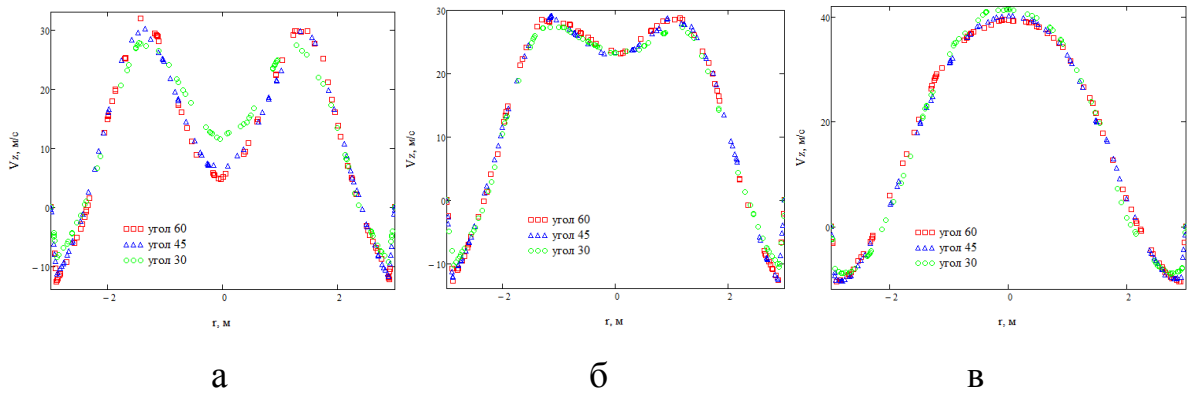 30
20
10
0
−10
Vz, м/с
угол 60
угол 45
угол 30
−2
0
2
r, м
а
30
20
10
0
−10
Vz, м/с
угол 60
угол 45
угол 30
−2
0
2
r, м
б
40
20
0
Vz, м/с
угол 60
угол 45
угол 30
−2
0
2
r, м
в